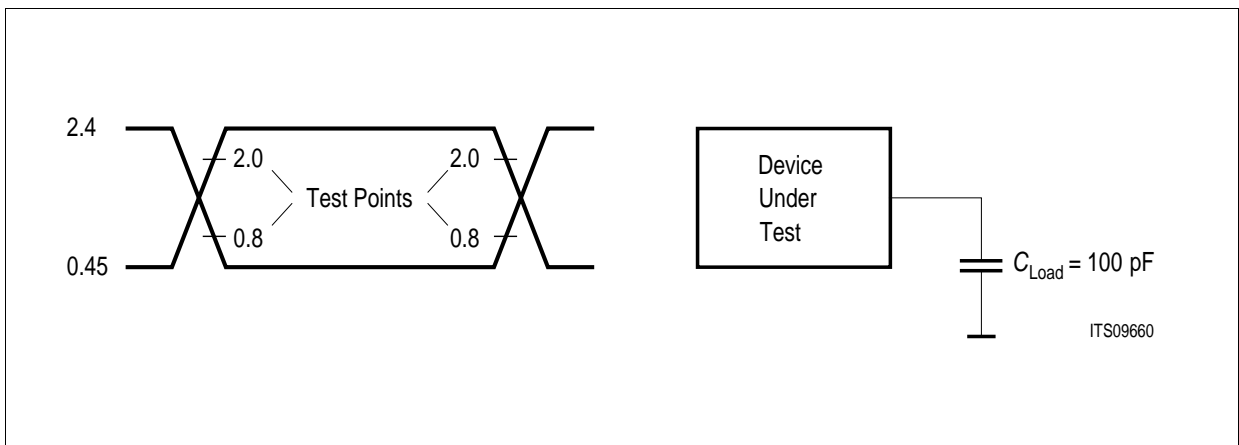 2.4
2.0
2.0
Test Points
0.8
0.8
0.45
Device
Under
Test
C Load = 100 pF
ITS09660